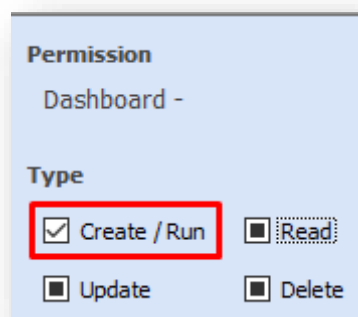 Permission
Dashboard -
Type
Create / Run Read
Update Delete